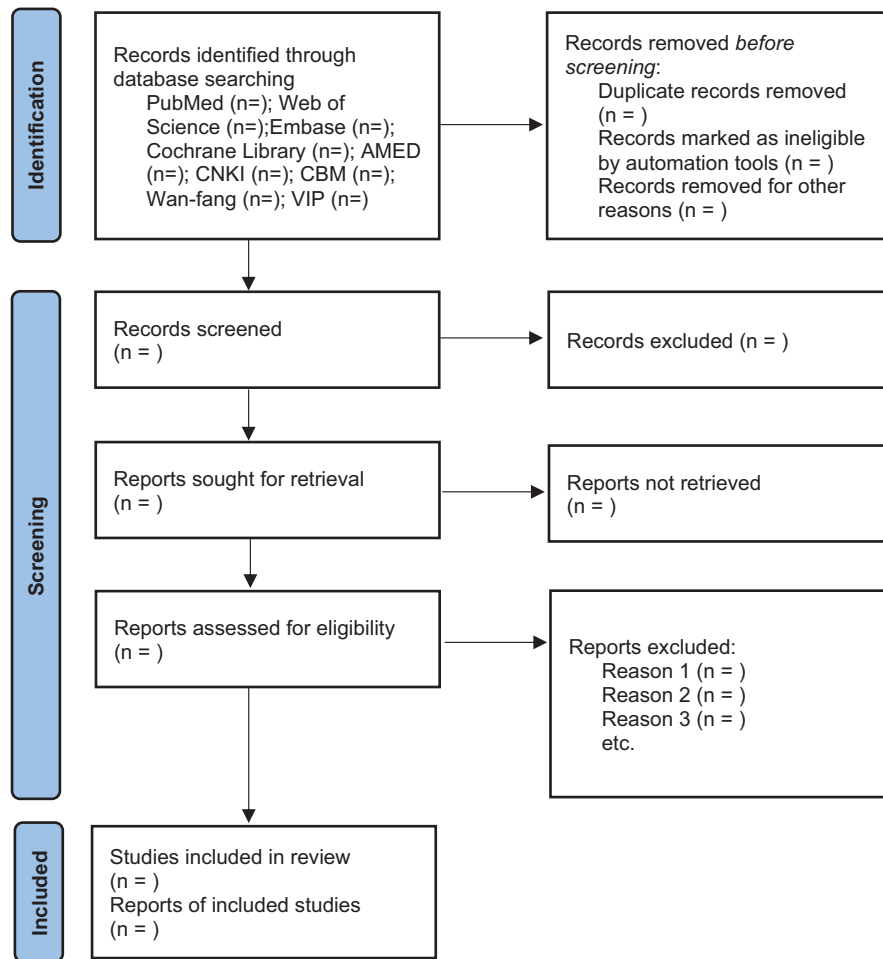 Identification
Records identified through
database searching
PubMed (n=); Web of
Science (n=);Embase (n=);
Cochrane Library (n=); AMED
(n=); CNKI (n=); CBM (n=);
Wan-fang (n=); VIP (n=)
Records removed before
screening:
Duplicate records removed
(n = )
Records marked as ineligible
by automation tools (n = )
Records removed for other
reasons (n = )
Screening
Records screened
(n = )
Records excluded (n = )
Reports sought for retrieval
(n = )
Reports not retrieved
(n = )
Reports assessed for eligibility
(n = )
Reports excluded:
Reason 1 (n = )
Reason 2 (n = )
Reason 3 (n = )
etc.
Included
Studies included in review
(n = )
Reports of included studies
(n = )